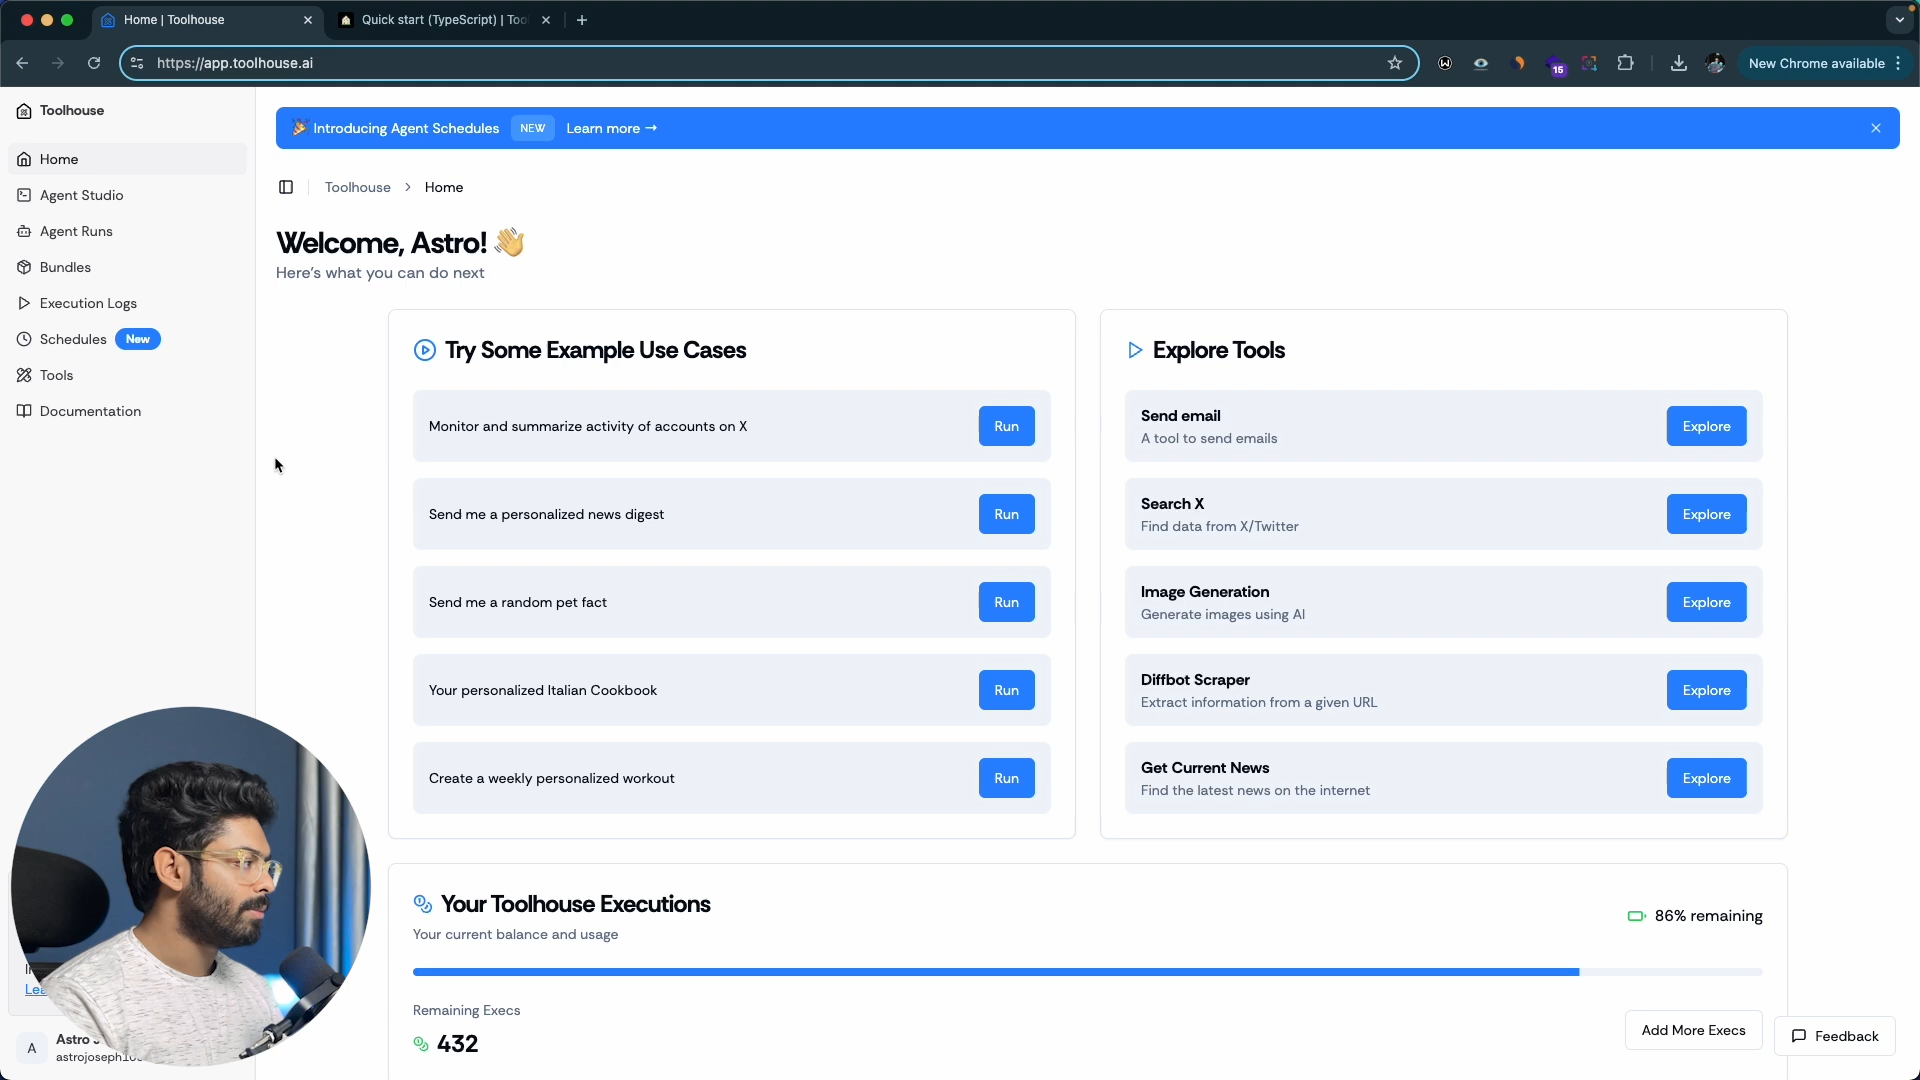 Home | Toolhouse
Quick start (TypeScript) | Too
https://app.toolhouse.ai
15
New Chrome available
Toolhouse
Home
Agent Studio
Agent Runs
Bundles
Execution Logs
Schedules New
Tools
Documentation
Introducing Agent Schedules NEW Learn more →
Toolhouse > Home
Welcome, Astro!
Here's what you can do next
Try Some Example Use Cases
Monitor and summarize activity of accounts on X
Run
Send me a personalized news digest
Run
Send me a random pet fact
Run
Your personalized Italian Cookbook
Run
Create a weekly personalized workout
Run
Explore Tools
Send email
A tool to send emails
Explore
Search X
Find data from X/Twitter
Explore
Image Generation
Generate images using AI
Explore
Diffbot Scraper
Extract information from a given URL
Explore
Get Current News
Find the latest news on the internet
Explore
Your Toolhouse Executions
Your current balance and usage
86% remaining
Remaining Execs
432
Add More Execs
Feedback
A
Astro